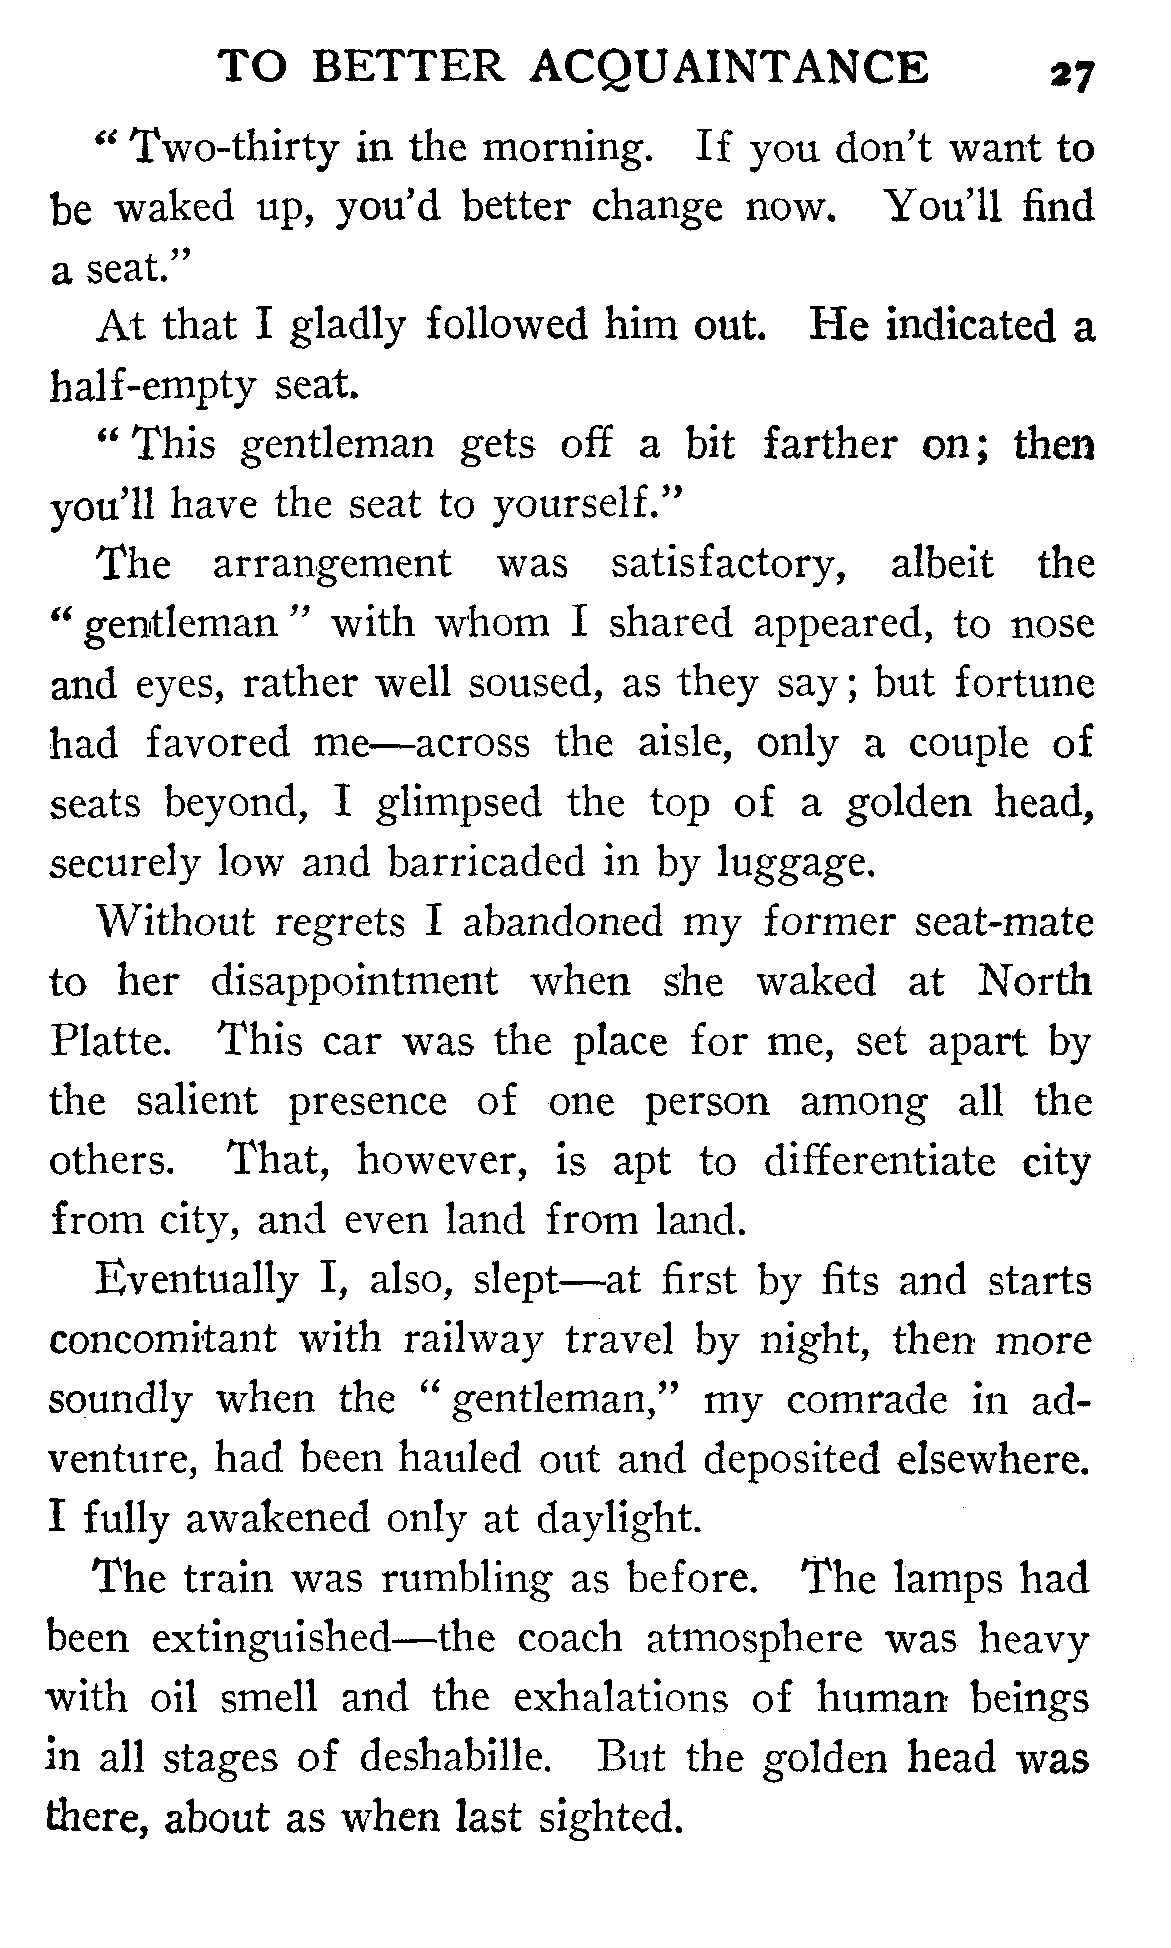 TO BETTER ACQUAINTANCE 27
“ Two-thirty in the morning. If you don’t want to
be waked up, you’d better change now. You’ll find
a seat.”
At that I gladly followed him out. He indicated a
half-empty seat.
“ This gentleman gets off a bit farther on; then
you’ll have the seat to yourself.”
The arrangement was satisfactory, albeit the
“ gentleman ” with whom I shared appeared, to nose
and eyes, rather well soused, as they say; but fortune
had favored me—across the aisle, only a couple of
seats beyond, I glimpsed the top of a golden head,
securely low and barricaded in by luggage.
Without regrets I abandoned my former seat-mate
to her disappointment when she waked at North
Platte. This car was the place for me, set apart by
the salient presence of one person among all the
others. That, however, is apt to differentiate city
from city, and even land from land.
Eventually I, also, slept—at first by fits and starts
concomitant with railway travel by night, then more
soundly when the “ gentleman,” my comrade in ad-
venture, had been hauled out and deposited elsewhere.
I fully awakened only at daylight.
The train was rumbling as before. The lamps had
been extinguished—the coach atmosphere was heavy
with oil smell and the exhalations of human beings
in all stages of deshabille. But the golden head was
there, about as when last sighted.